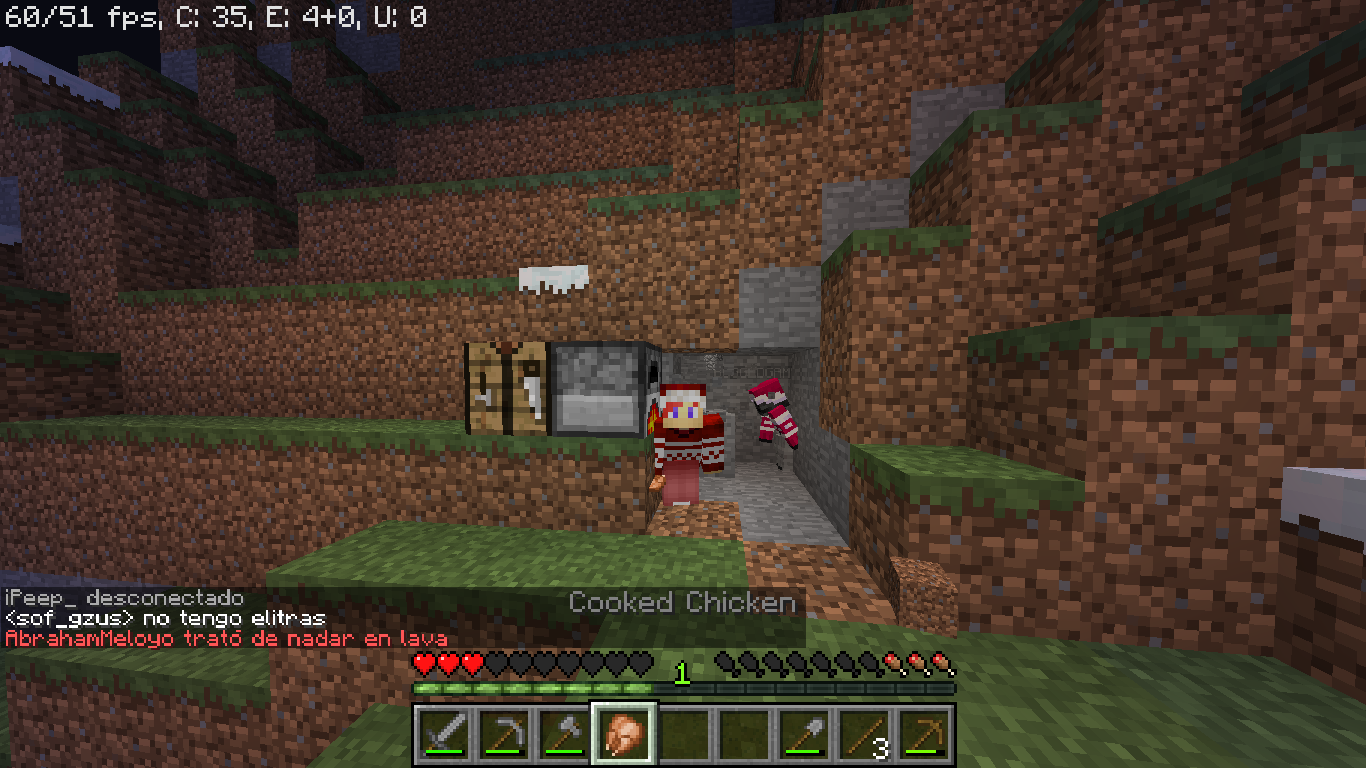 60/51 fps, C: 35, E: 4+0, U: 0
iPeep_ desconectado
<sof_gzus> no tengo elitras
AbrahamMeloyo trató de nadar en lava
Cooked Chicken
1
3